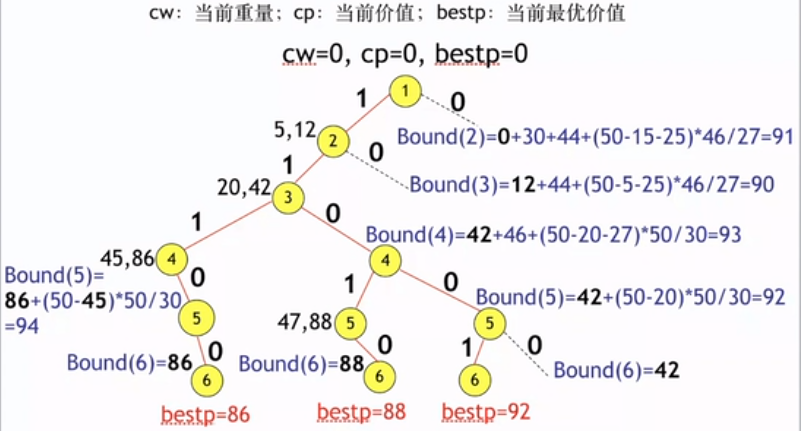 cw：当前重量；cp：当前价值；bestp：当前最优价值
cw=0, cp=0, bestp=0
1
1
0
5,12
2
Bound(2)=0+30+44+(50-15-25)*46/27=91
1
0
20,42
3
Bound(3)=12+44+(50-5-25)*46/27=90
1
0
Bound(4)=42+46+(50-20-27)*50/30=93
45,86
4
4
Bound(5)=
86+(50-45)*50/30
=94
0
5
1
0
Bound(5)=42+(50-20)*50/30=92
47,88
5
5
Bound(6)=86
0
6
Bound(6)=88
0
6
1
0
6
Bound(6)=42
bestp=86
bestp=88
bestp=92